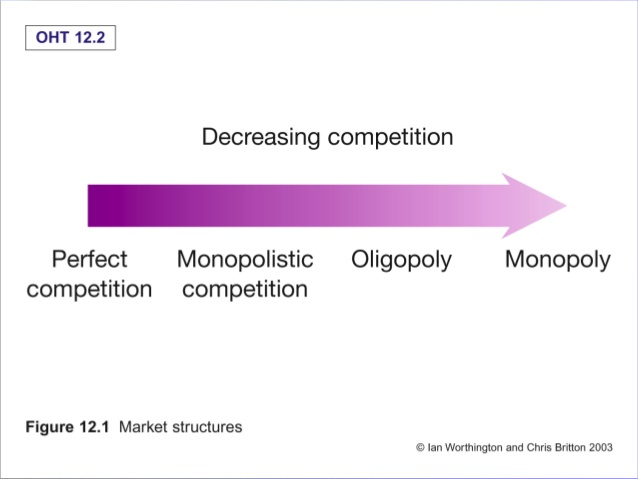 OHT 12.2
Decreasing competition
Perfect competition
Monopolistic competition
Oligopoly
Monopoly
Figure 12.1 Market structures
© Ian Worthington and Chris Britton 2003